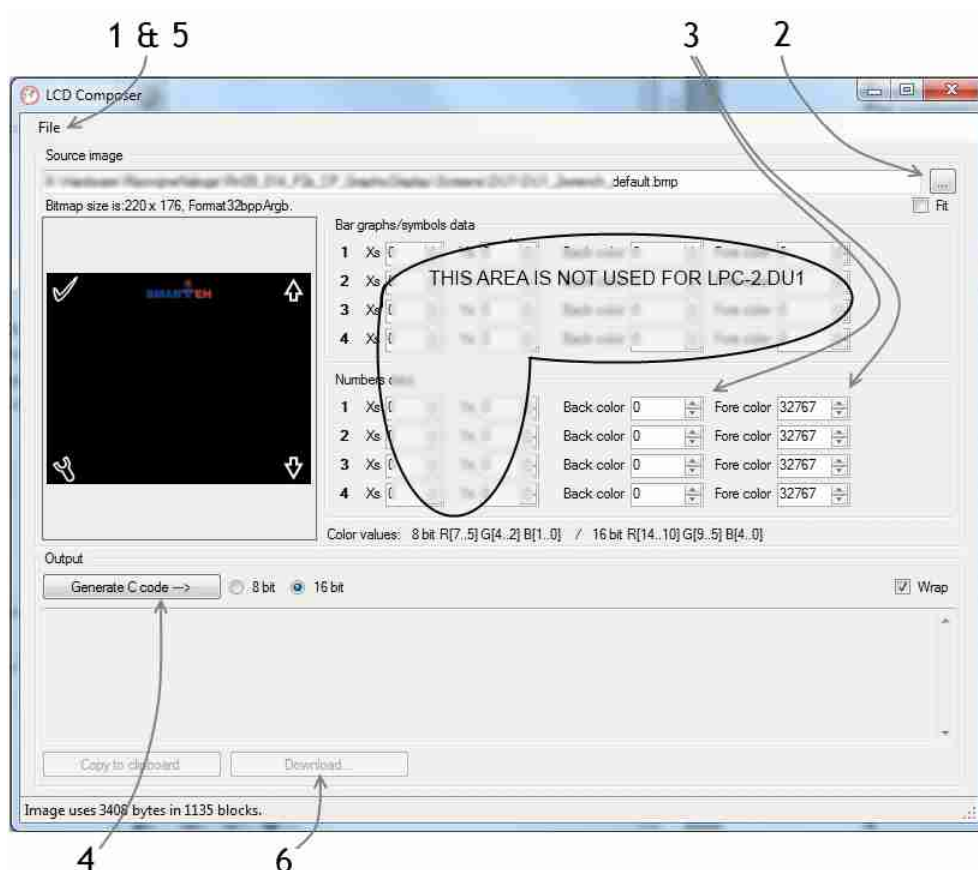 1 & 5
3
2
LCD Composer
File
Source image
default.bmp
...
Bitmap size is:220 x 176, Format32bppArgb.
Fit
Bar graphs/symbols data
1 Xs
2 Xs
3 Xs
4 Xs
THIS AREA IS NOT USED FOR LPC-2.DU1
Numbers
1 Xs Back color 0 Fore color 32767
2 Xs Back color 0 Fore color 32767
3 Xs Back color 0 Fore color 32767
4 Xs Back color 0 Fore color 32767
Color values: 8 bit R[7..5] G[4..2] B[1..0] / 16 bit R[14..10] G[9..5] B[4..0]
Output
Generate C code --> 8 bit 16 bit
Wrap
Copy to clipboard
Download...
Image uses 3408 bytes in 1135 blocks.
4
6